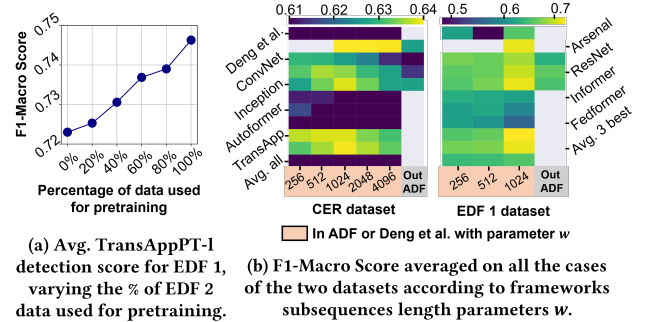 0.75
0.74
0.73
0.72
F1-Macro Score
0% 20% 40% 60% 80% 100%
Percentage of data used
for pretraining
(a) Avg. TransAppPT-l
detection score for EDF 1,
varying the % of EDF 2
data used for pretraining.
0.61 0.62 0.63 0.64
0.5 0.6 0.7
Deng et al.
ConvNet
Inception
Autoformer
TransApp
Avg. all
Arsenal
ResNet
Informer
Fedformer
Avg. 3 best
256 512 1024 2048 4096 Out ADF
256 512 1024 Out ADF
CER dataset
EDF 1 dataset
In ADF or Deng et al. with parameter w
(b) F1-Macro Score averaged on all the cases
of the two datasets according to frameworks
subsequences length parameters w.